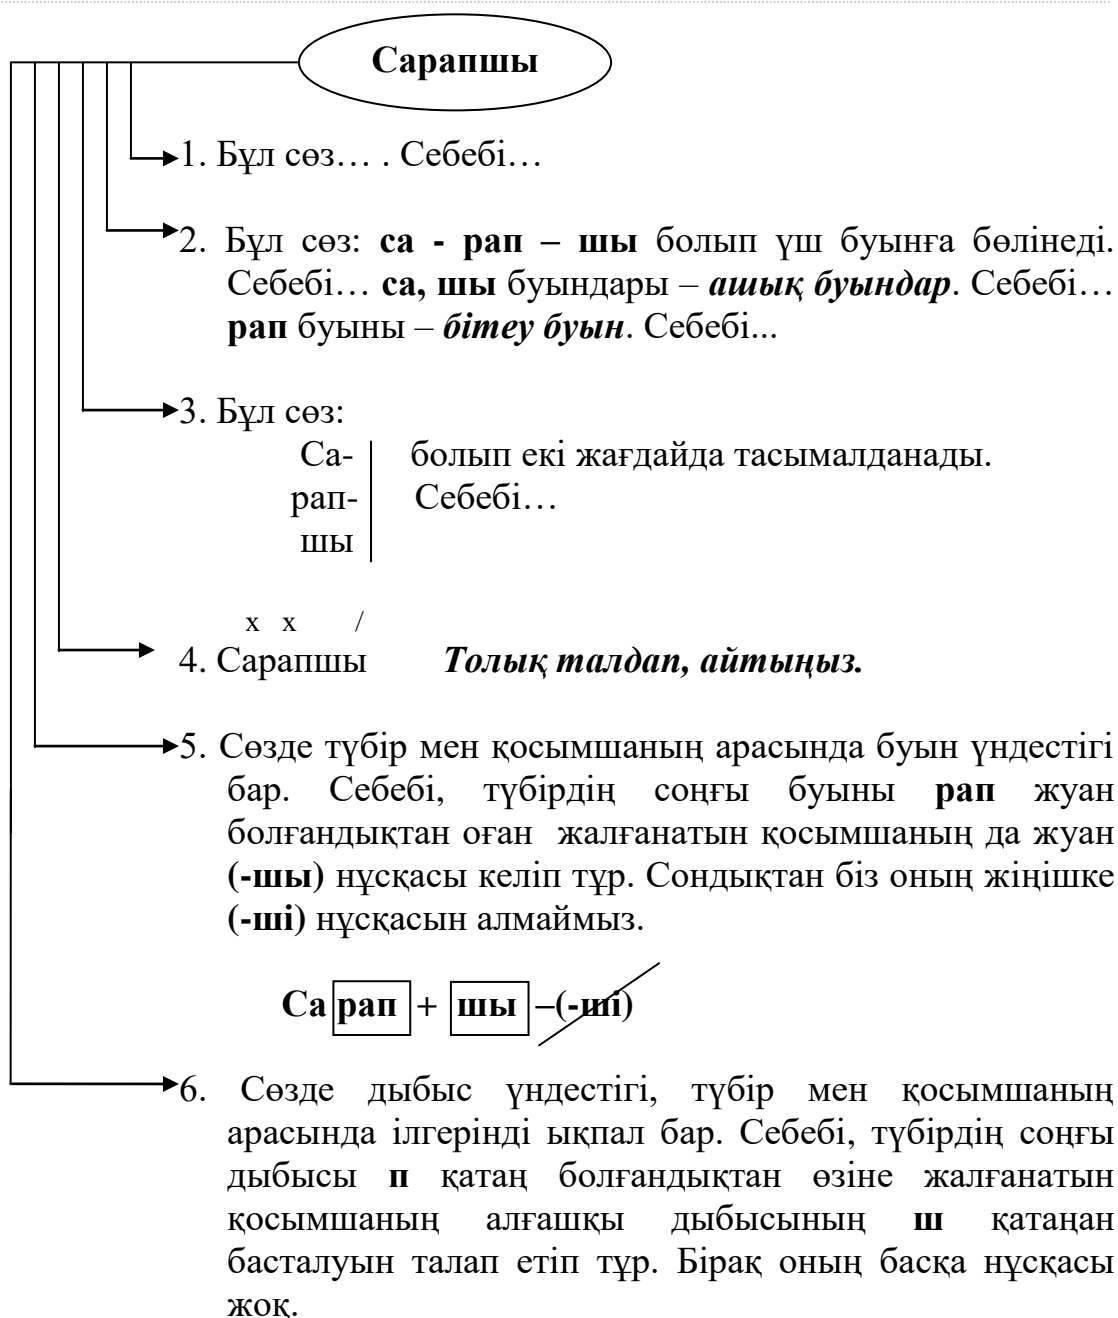 Сарапшы
1. Бұл сөз… . Себебі…
2. Бұл сөз: са - рап – шы болып үш буынға бөлінеді.
Себебі… са, шы буындары – ашық буындар. Себебі…
рап буыны – бітеу буын. Себебі...
3. Бұл сөз:
Са- болып екі жағдайда тасымалданады.
рап- Себебі…
шы
х х /
4. Сарапшы Толық талдап, айтыңыз.
5. Сөзде түбір мен қосымшаның арасында буын үндестігі
бар. Себебі, түбірдің соңғы буыны рап жуан
болғандықтан оған жалғанатын қосымшаның да жуан
(-шы) нұсқасы келіп тұр. Сондықтан біз оның жіңішке
(-ші) нұсқасын алмаймыз.
Са рап + шы –(-ші)
6. Сөзде дыбыс үндестігі, түбір мен қосымшаның
арасында ілгерінді ықпал бар. Себебі, түбірдің соңғы
дыбысы п қатаң болғандықтан өзіне жалғанатын
қосымшаның алғашқы дыбысының ш қатаңан
басталуын талап етіп тұр. Бірақ оның басқа нұсқасы
жоқ.